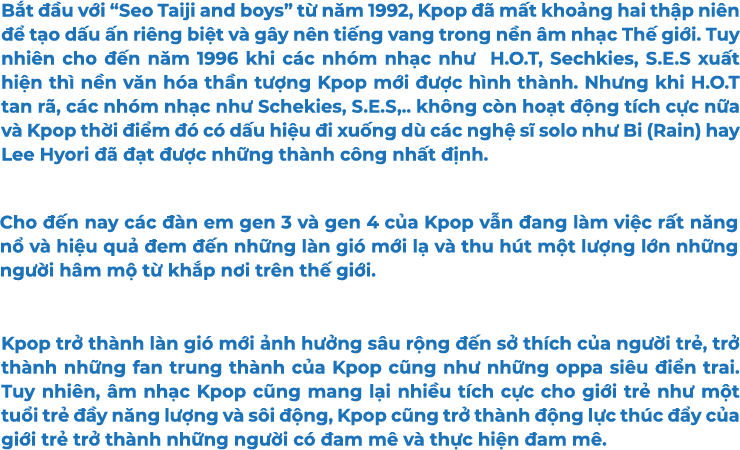 Bắt đầu với “Seo Taiji and boys” từ năm 1992, Kpop đã mất khoảng hai thập niên
để tạo dấu ấn riêng biệt và gây nên tiếng vang trong nền âm nhạc Thế giới. Tuy
nhiên cho đến năm 1996 khi các nhóm nhạc như H.O.T, Sechkies, S.E.S xuất
hiện thì nền văn hóa thần tượng Kpop mới được hình thành. Nhưng khi H.O.T
tan rã, các nhóm nhạc như Schekies, S.E.S,.. không còn hoạt động tích cực nữa
và Kpop thời điểm đó có dấu hiệu đi xuống dù các nghệ sĩ solo như Bi (Rain) hay
Lee Hyori đã đạt được những thành công nhất định.
Cho đến nay các đàn em gen 3 và gen 4 của Kpop vẫn đang làm việc rất năng
nổ và hiệu quả đem đến những làn gió mới lạ và thu hút một lượng lớn những
người hâm mộ từ khắp nơi trên thế giới.
Kpop trở thành làn gió mới ảnh hưởng sâu rộng đến sở thích của người trẻ, trở
thành những fan trung thành của Kpop cũng như những oppa siêu điển trai.
Tuy nhiên, âm nhạc Kpop cũng mang lại nhiều tích cực cho giới trẻ như một
tuổi trẻ đầy năng lượng và sôi động, Kpop cũng trở thành động lực thúc đẩy của
giới trẻ trở thành những người có đam mê và thực hiện đam mê.